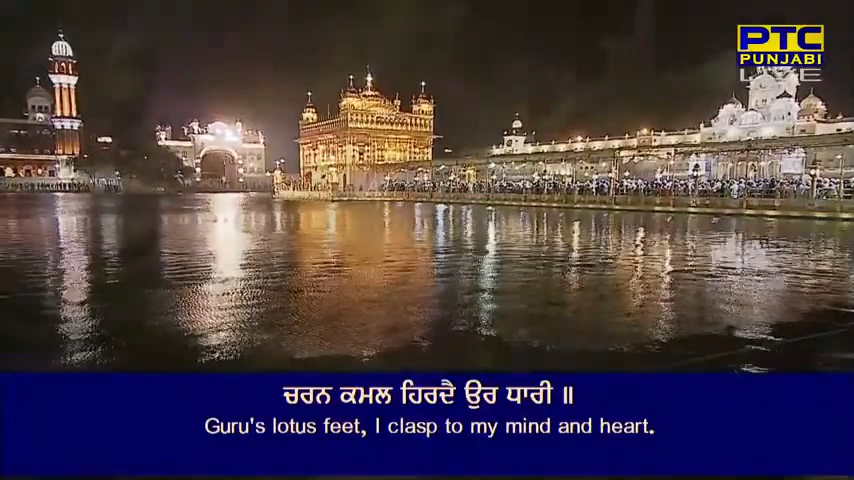 PTC
PUNJABI
LIVE
ਚਰਨ ਕਮਲ ਹਿਰਦੈ ਉਰ ਧਾਰੀ ॥
Guru's lotus feet, I clasp to my mind and heart.